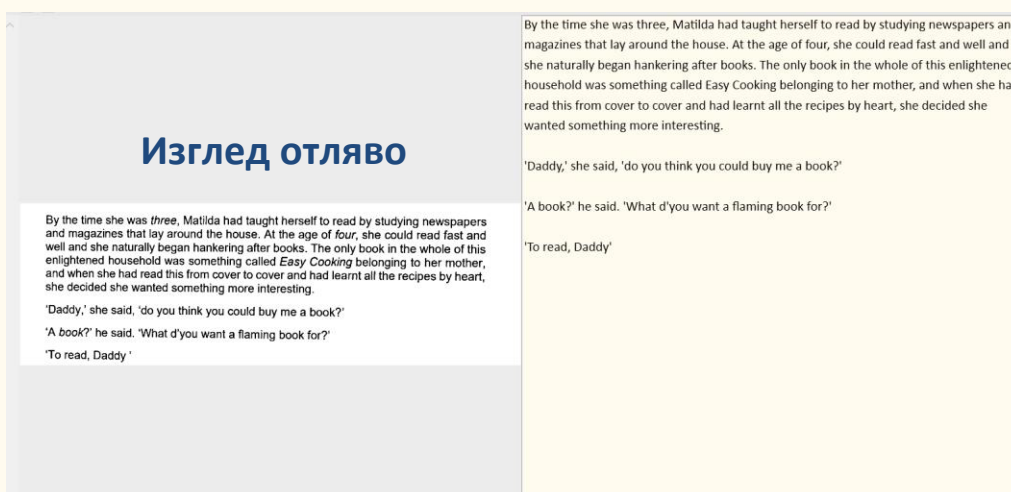 Изглед отляво
By the time she was three, Matilda had taught herself to read by studying newspapers
and magazines that lay around the house. At the age of four, she could read fast and
well and she naturally began hankering after books. The only book in the whole of this
enlightened household was something called Easy Cooking belonging to her mother,
and when she had read this from cover to cover and had learnt all the recipes by heart,
she decided she wanted something more interesting.
'Daddy,' she said, 'do you think you could buy me a book?'
'A book?' he said. 'What d'you want a flaming book for?'
'To read, Daddy '
By the time she was three, Matilda had taught herself to read by studying newspapers an
magazines that lay around the house. At the age of four, she could read fast and well and
she naturally began hankering after books. The only book in the whole of this enlightened
household was something called Easy Cooking belonging to her mother, and when she ha
read this from cover to cover and had learnt all the recipes by heart, she decided she
wanted something more interesting.
'Daddy,' she said, 'do you think you could buy me a book?'
'A book?' he said. 'What d'you want a flaming book for?'
'To read, Daddy'